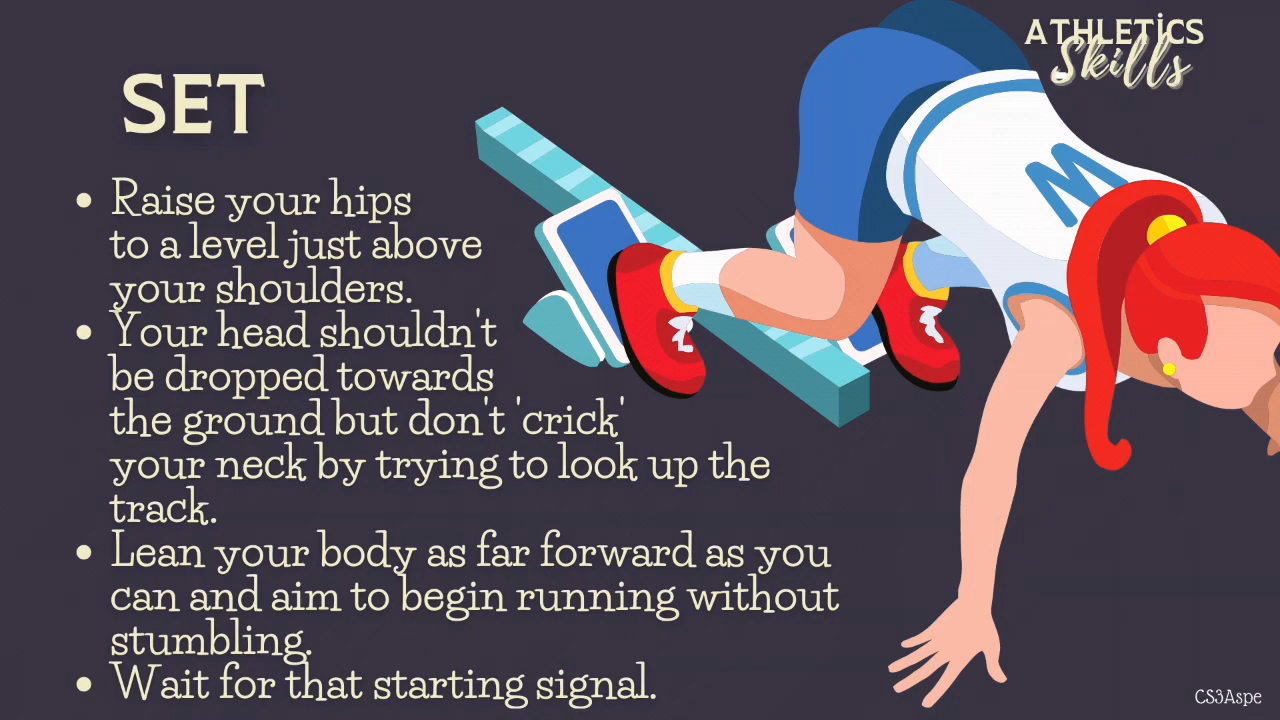 ATHLETİCS
Skills
SET
• Raise your hips
to a level just above
your shoulders.
• Your head shouldn't
be dropped towards
the ground but don't 'crick'
your neck by trying to look up the
track.
• Lean your body as far forward as you
can and aim to begin running without
stumbling.
• Wait for that starting signal.
M
CS3Aspe